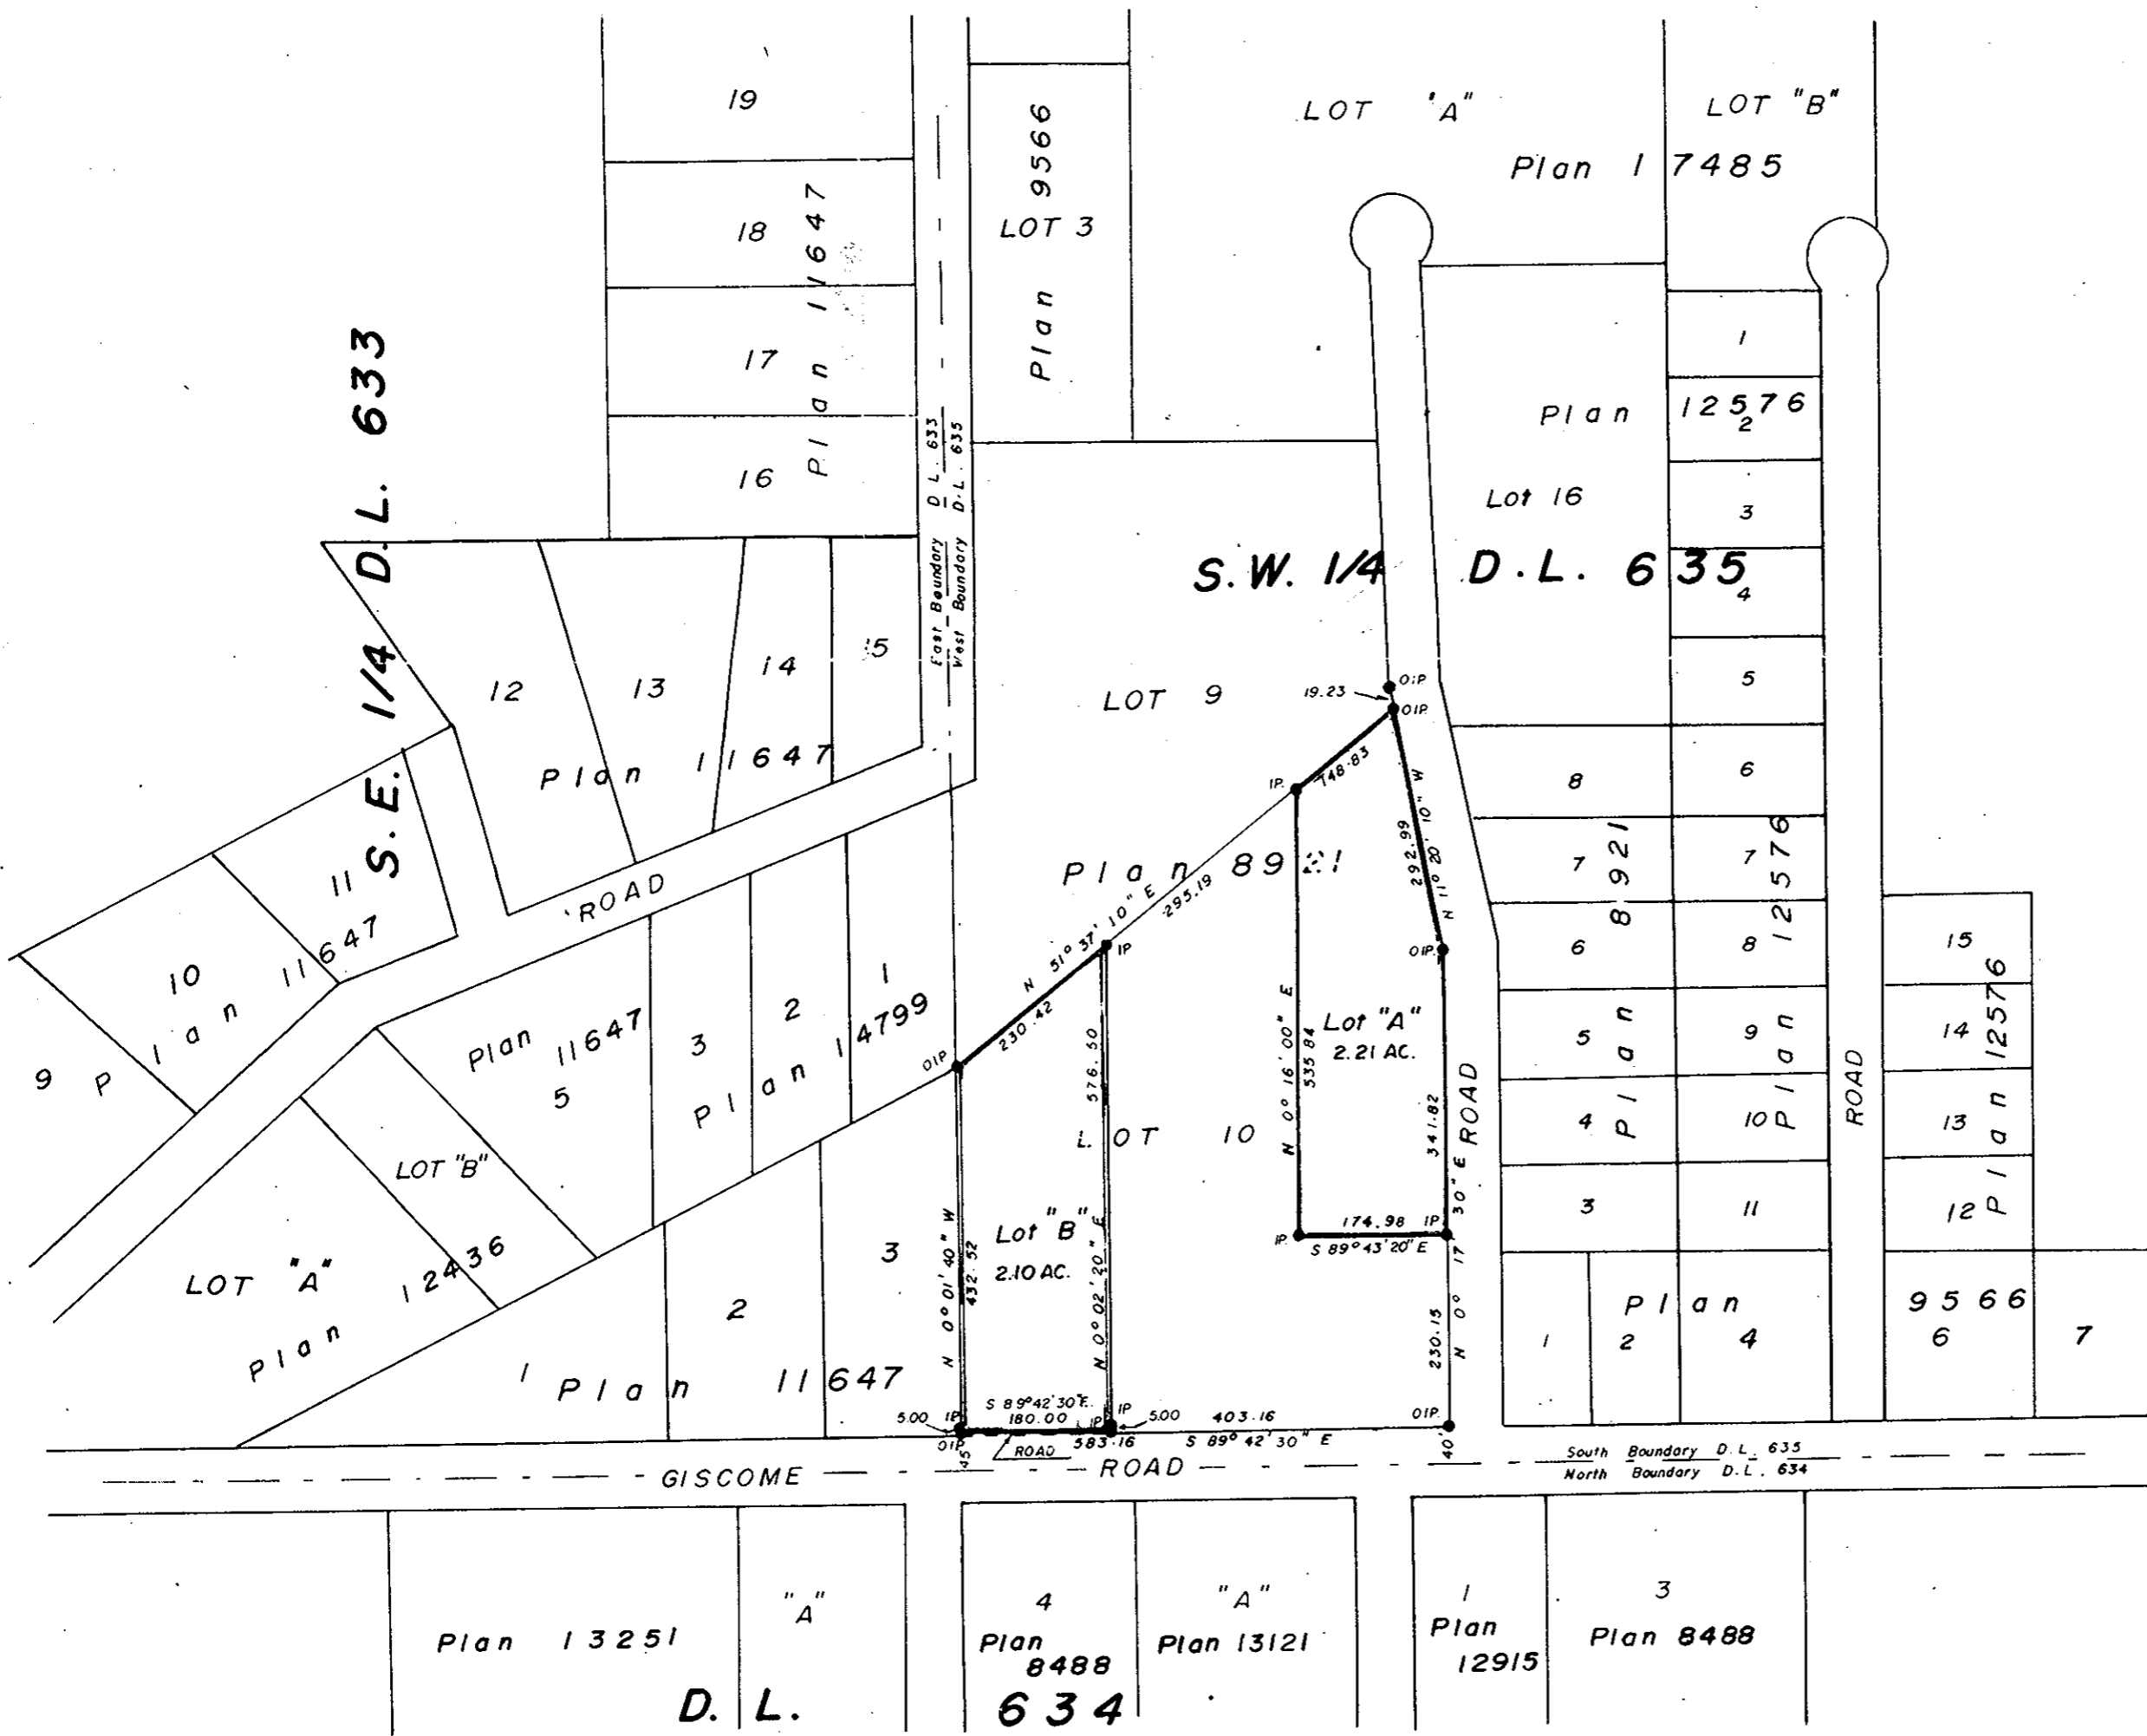 19
LOT "A"
LOT "B"
Plan 17485
Plan 9566
LOT 3
18
Plan 11647
17
16
1
Plan 12576
2
Lot 16
3
S.E. 1/4 D.L. 633
East Boundary D.L. 633
West Boundary D.L. 635
S.W. 1/4 D.L. 635
4
5
12
13
14
15
Plan 11647
LOT 9
19.23
OIP
OIP
IP.
148.83
N 11° 20' 10" W
292.99
8
6
7
7
6
8
Plan 8921
Plan 12576
Plan 8921
N 51° 37' 10" E
295.19
230.42
IP
OIP.
ROAD
11
10
Plan 11647
9
Plan 11647
5
3
2
1
Plan 14799
OIP
576.50
N 0° 16' 00" E
535.84
Lot "A"
2.21 AC.
LOT 10
341.82
ROAD
5
9
4
10
3
11
ROAD
15
14
13
12
Plan 12576
LOT "B"
LOT "A"
Plan 12436
3
2
1
Plan 11647
N 0° 01' 40" W
432.52
Lot "B"
2.10 AC.
N 0° 02' 20" E
174.98 IP
IP. S 89° 43' 20" E
N 0° 17' 30" E
230.15
Plan 9566
1
2
4
6
7
S 89° 42' 30" E.
5.00 IP 180.00 IP IP 5.00 403.16 OIP.
OIP ROAD 583.16 S 89° 42' 30" E
45'
40'
GISCOME ROAD
South Boundary D.L. 635
North Boundary D.L. 634
"A"
Plan 13251
4
Plan 8488
"A"
Plan 13121
1
Plan 12915
3
Plan 8488
D.L. 634